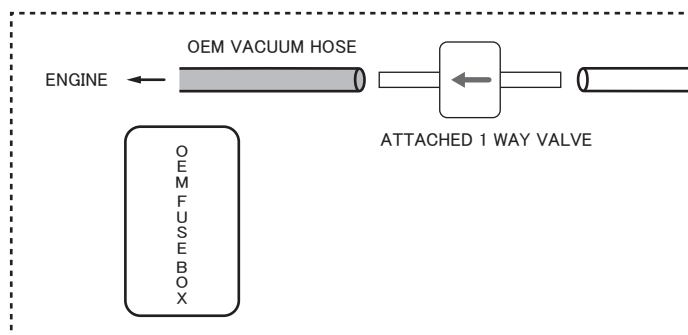 OEM VACUUM HOSE
ENGINE
ATTACHED 1 WAY VALVE
OEM FUSE BOX